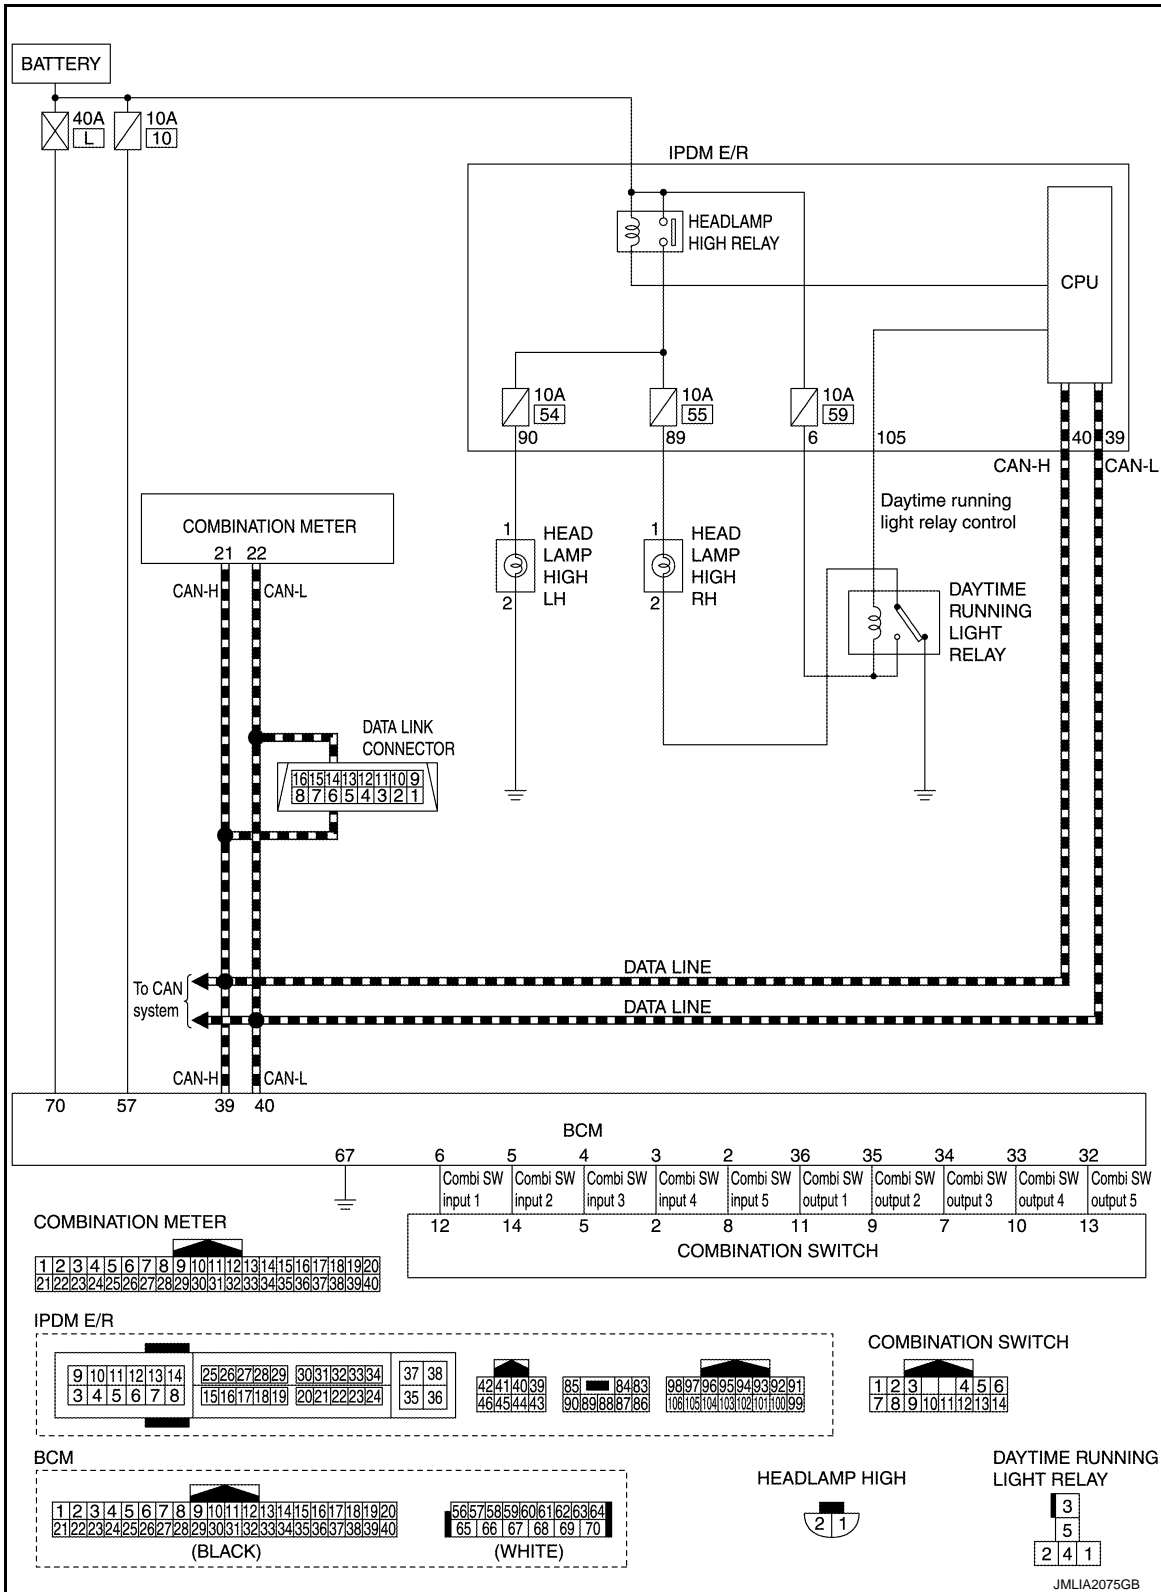 BATTERY
40A
L
10A
10
IPDM E/R
HEADLAMP
HIGH RELAY
CPU
10A
54
10A
55
10A
59
90
89
6
105
40
39
CAN-H
CAN-L
Daytime running
light relay control
COMBINATION METER
21 22
CAN-H
CAN-L
1
HEAD
LAMP
HIGH
LH
2
1
HEAD
LAMP
HIGH
RH
2
DAYTIME
RUNNING
LIGHT
RELAY
DATA LINK
CONNECTOR
16 15 14 13 12 11 10 9
8 7 6 5 4 3 2 1
To CAN
system
DATA LINE
DATA LINE
CAN-H
CAN-L
70 57 39 40
BCM
67 6 5 4 3 2 36 35 34 33 32
Combi SW
input 1
Combi SW
input 2
Combi SW
input 3
Combi SW
input 4
Combi SW
input 5
Combi SW
output 1
Combi SW
output 2
Combi SW
output 3
Combi SW
output 4
Combi SW
output 5
12 14 5 2 8 11 9 7 10 13
COMBINATION SWITCH
COMBINATION METER
1 2 3 4 5 6 7 8 9 10 11 12 13 14 15 16 17 18 19 20
21 22 23 24 25 26 27 28 29 30 31 32 33 34 35 36 37 38 39 40
IPDM E/R
9 10 11 12 13 14
3 4 5 6 7 8
25 26 27 28 29
15 16 17 18 19
30 31 32 33 34
20 21 22 23 24
37 38
35 36
42 41 40 39
46 45 44 43
85 84 83
90 89 88 87 86
98 97 96 95 94 93 92 91
106 105 104 103 102 101 100 99
COMBINATION SWITCH
1 2 3 4 5 6
7 8 9 10 11 12 13 14
BCM
1 2 3 4 5 6 7 8 9 10 11 12 13 14 15 16 17 18 19 20
21 22 23 24 25 26 27 28 29 30 31 32 33 34 35 36 37 38 39 40
(BLACK)
56 57 58 59 60 61 62 63 64
65 66 67 68 69 70
(WHITE)
HEADLAMP HIGH
2 1
DAYTIME RUNNING
LIGHT RELAY
3
5
2 4 1
JMLIA2075GB